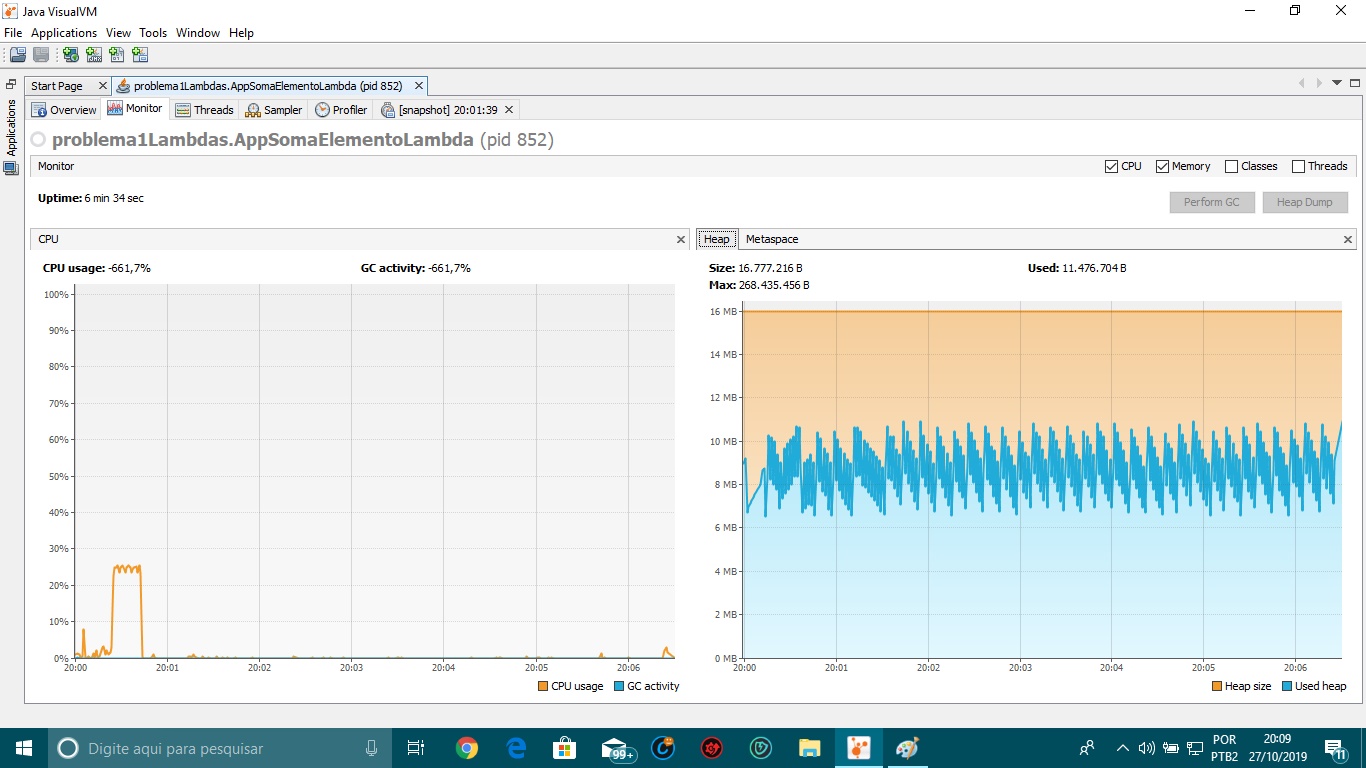 Java VisualVM
File Applications View Tools Window Help
Applications
Start Page problema1Lambdas.AppSomaElementoLambda (pid 852)
Overview Monitor Threads Sampler Profiler [snapshot] 20:01:39
problema1Lambdas.AppSomaElementoLambda (pid 852)
Monitor CPU Memory Classes Threads
Uptime: 6 min 34 sec
Perform GC Heap Dump
CPU
CPU usage: -661,7% GC activity: -661,7%
100%
90%
80%
70%
60%
50%
40%
30%
20%
10%
0%
20:00 20:01 20:02 20:03 20:04 20:05 20:06
CPU usage GC activity
Heap Metaspace
Size: 16.777.216 B Used: 11.476.704 B
Max: 268.435.456 B
16 MB
14 MB
12 MB
10 MB
8 MB
6 MB
4 MB
2 MB
0 MB
20:00 20:01 20:02 20:03 20:04 20:05 20:06
Heap size Used heap
Digite aqui para pesquisar
99+
POR
PTB2
20:09
27/10/2019
11